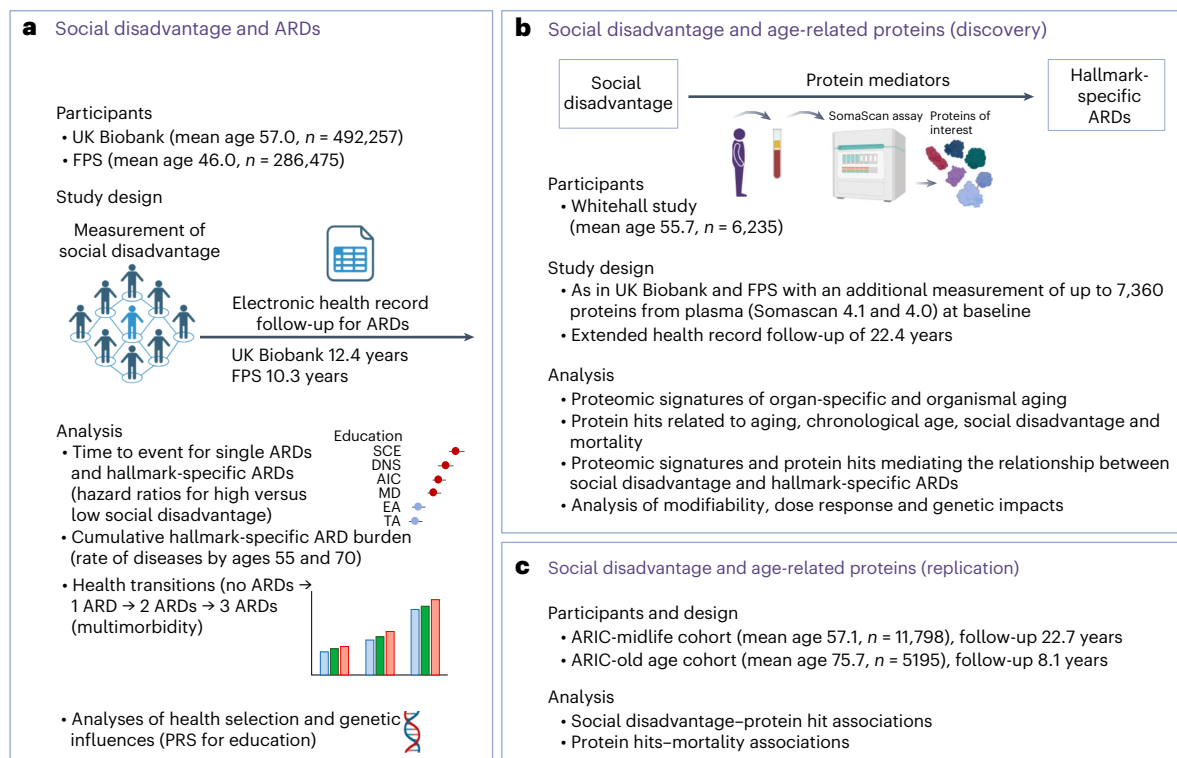 a Social disadvantage and ARDs
Participants
• UK Biobank (mean age 57.0, n = 492,257)
• FPS (mean age 46.0, n = 286,475)
Study design
Measurement of
social disadvantage
Electronic health record
follow-up for ARDs
UK Biobank 12.4 years
FPS 10.3 years
Analysis
• Time to event for single ARDs
and hallmark-specific ARDs
(hazard ratios for high versus
low social disadvantage)
Education
SCE
DNS
AIC
MD
EA
TA
• Cumulative hallmark-specific ARD burden
(rate of diseases by ages 55 and 70)
• Health transitions (no ARDs →
1 ARD → 2 ARDs → 3 ARDs
(multimorbidity)
• Analyses of health selection and genetic
influences (PRS for education)
b Social disadvantage and age-related proteins (discovery)
Social
disadvantage
Protein mediators
Hallmark-
specific
ARDs
SomaScan assay
Proteins of
interest
Participants
• Whitehall study
(mean age 55.7, n = 6,235)
Study design
• As in UK Biobank and FPS with an additional measurement of up to 7,360
proteins from plasma (Somascan 4.1 and 4.0) at baseline
• Extended health record follow-up of 22.4 years
Analysis
• Proteomic signatures of organ-specific and organismal aging
• Protein hits related to aging, chronological age, social disadvantage and
mortality
• Proteomic signatures and protein hits mediating the relationship between
social disadvantage and hallmark-specific ARDs
• Analysis of modifiability, dose response and genetic impacts
c Social disadvantage and age-related proteins (replication)
Participants and design
• ARIC-midlife cohort (mean age 57.1, n = 11,798), follow-up 22.7 years
• ARIC-old age cohort (mean age 75.7, n = 5195), follow-up 8.1 years
Analysis
• Social disadvantage–protein hit associations
• Protein hits–mortality associations